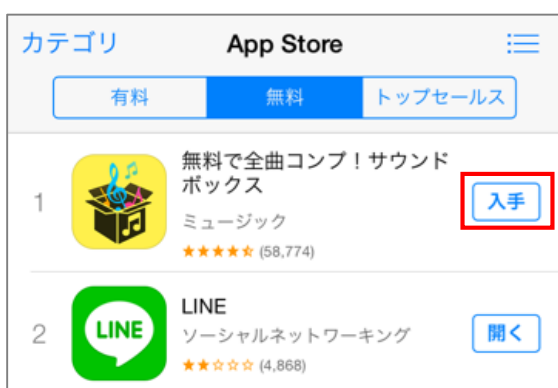 カテゴリ App Store
有料 無料 トップセールス
1
無料で全曲コンプ！サウンド
ボックス
ミュージック
★★★★★ (58,774)
入手
2
LINE
LINE
ソーシャルネットワーキング
★★☆☆☆ (4,868)
開く